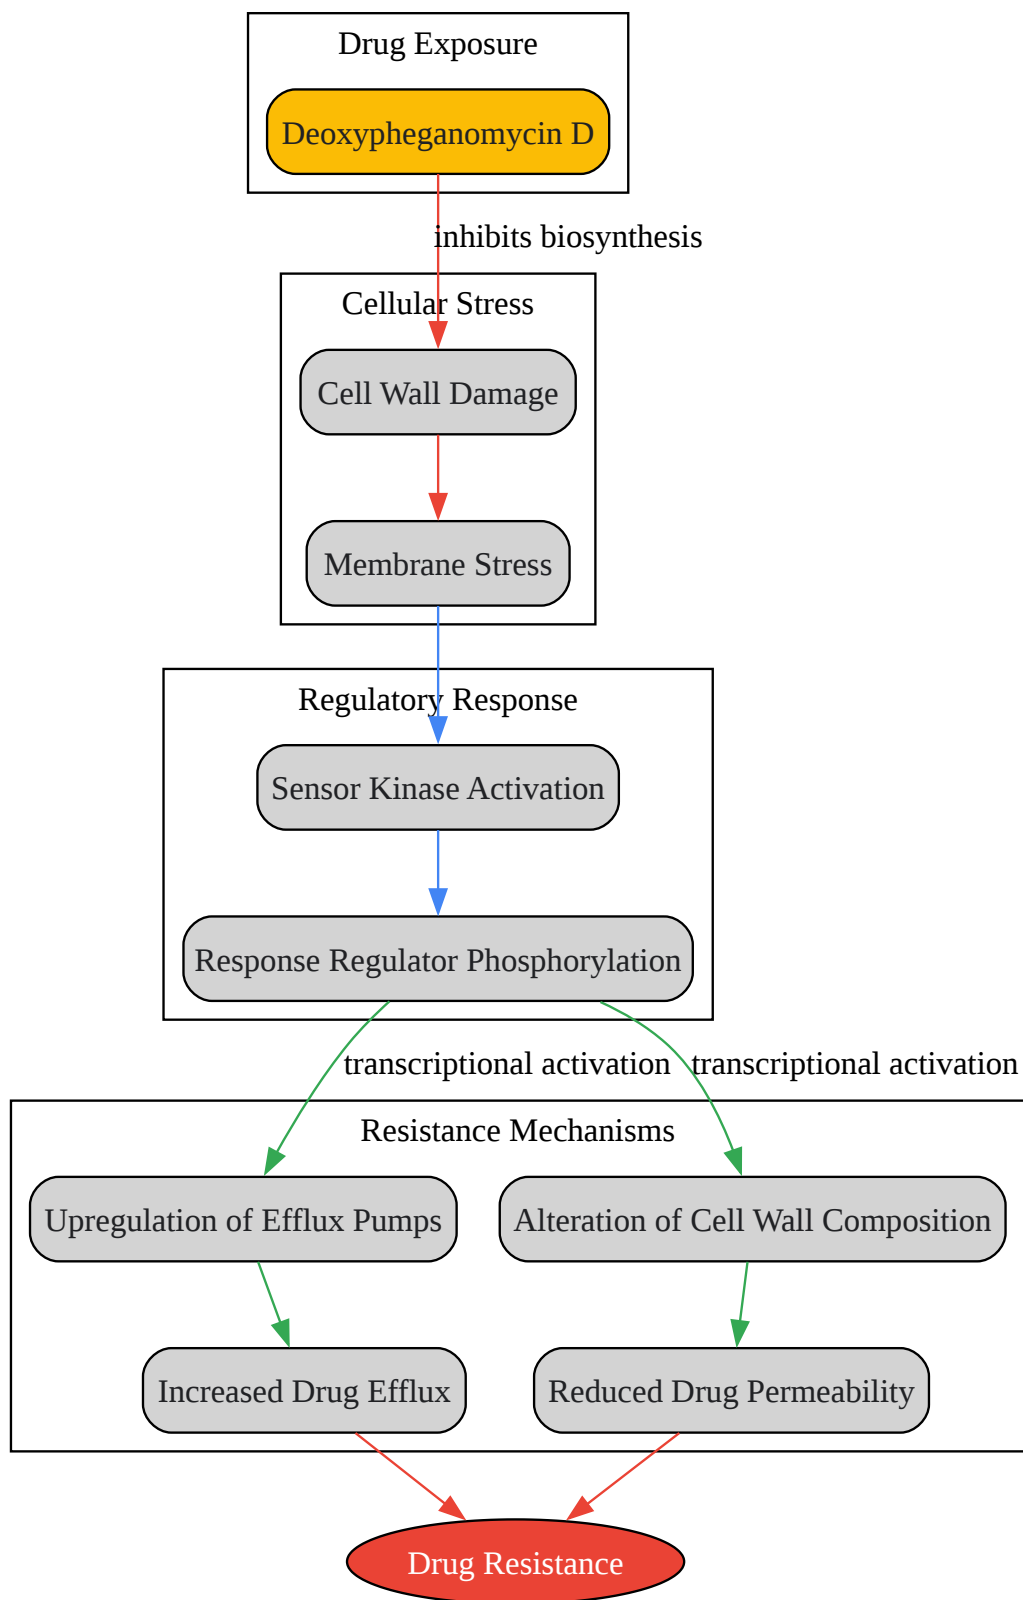 Drug Exposure
Deoxypheganomycin D
inhibits biosynthesis
Cellular Stress
Cell Wall Damage
Membrane Stress
Regulatory Response
Sensor Kinase Activation
Response Regulator Phosphorylation
transcriptional activation
transcriptional activation
Resistance Mechanisms
Upregulation of Efflux Pumps
Alteration of Cell Wall Composition
Increased Drug Efflux
Reduced Drug Permeability
Drug Resistance